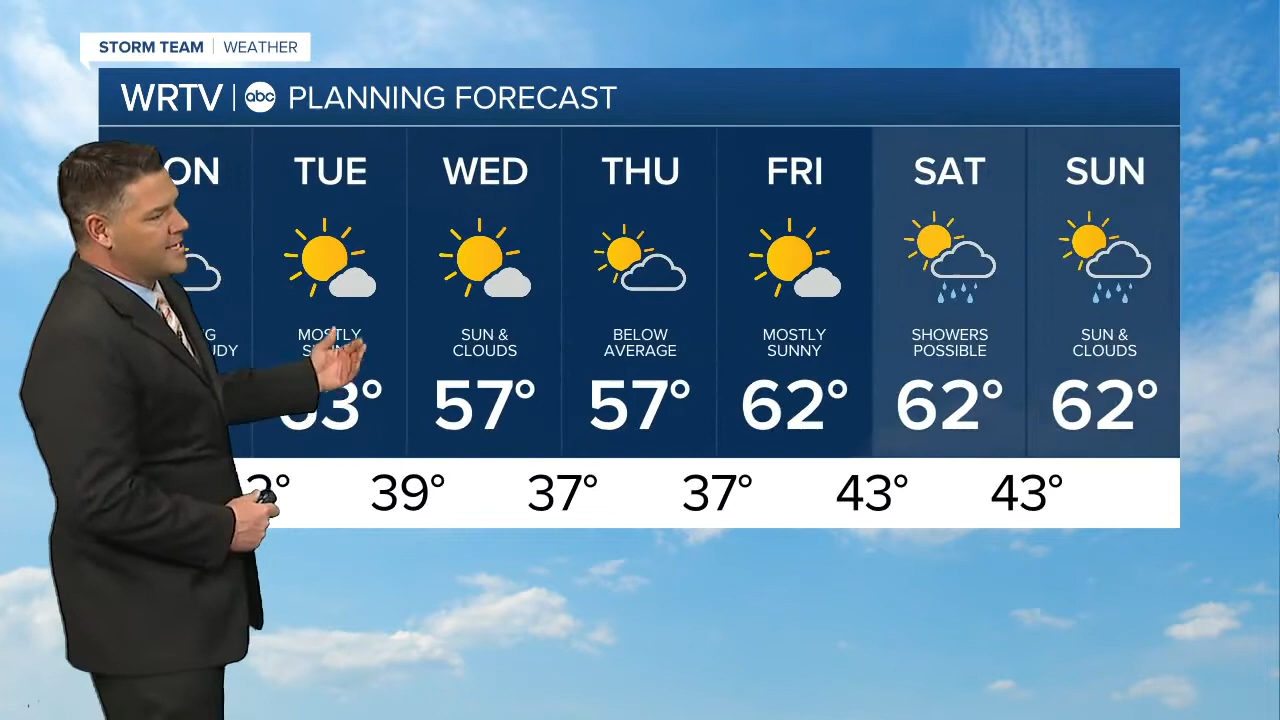 STORM TEAM | WEATHER
WRTV | abc PLANNING FORECAST
TUE WED THU FRI SAT SUN
MOSTLY SUN & BELOW MOSTLY SHOWERS SUN &
CLOUDS AVERAGE SUNNY POSSIBLE CLOUDS
57° 57° 62° 62° 62°
39° 37° 37° 43° 43°